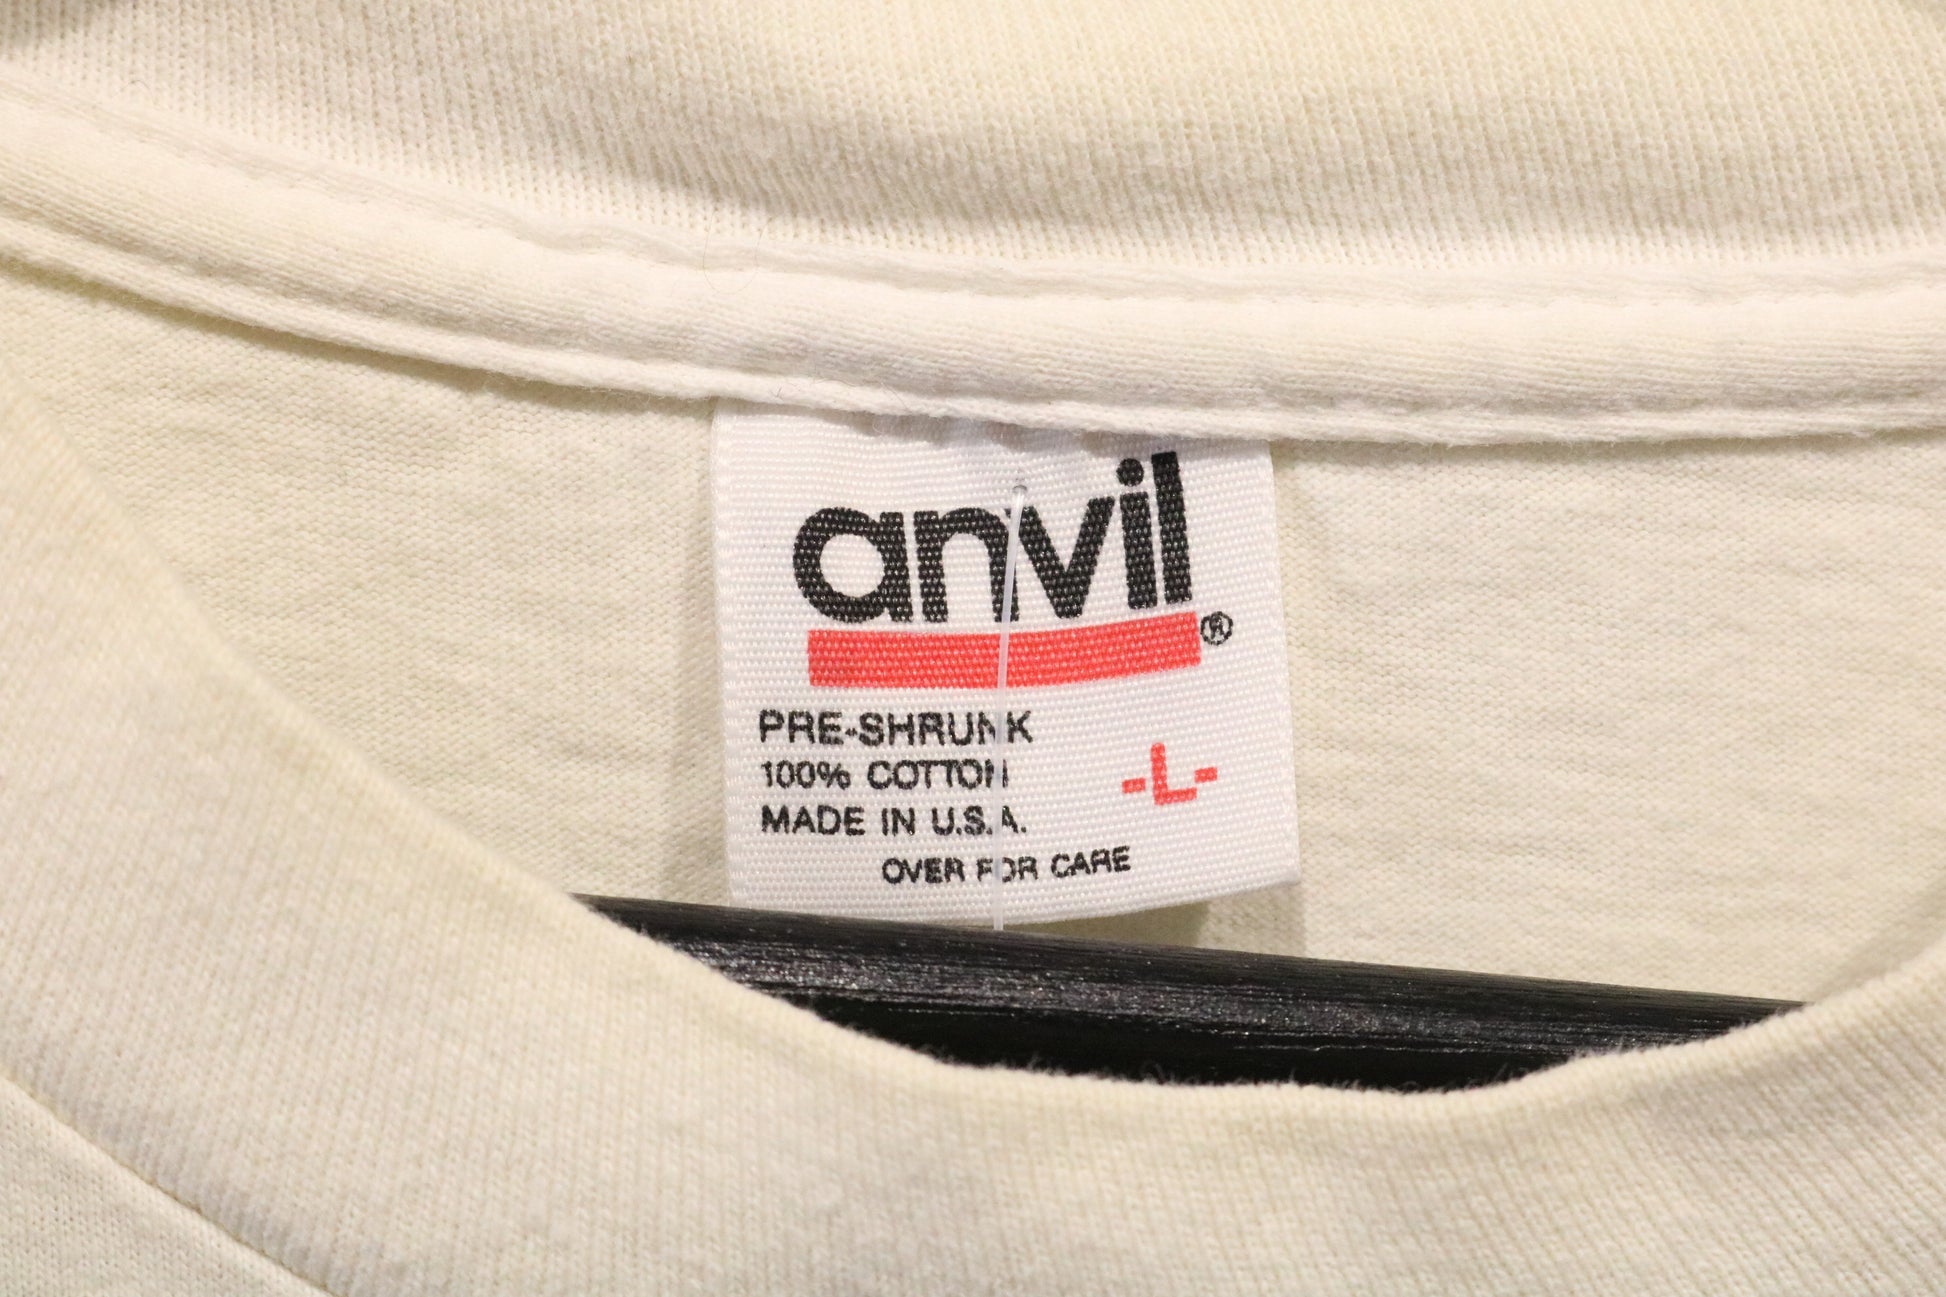 anvil®
PRE-SHRUNK
100% COTTON
-L-
MADE IN U.S.A.
OVER FOR CARE